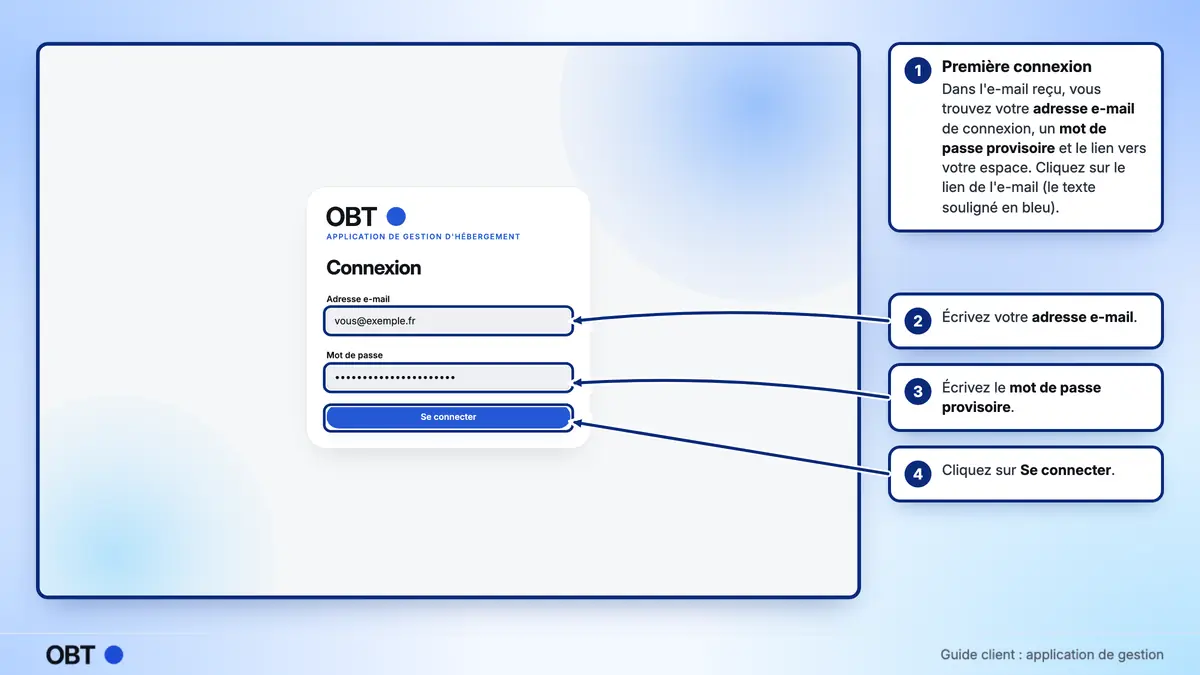 OBT
APPLICATION DE GESTION D'HÉBERGEMENT
Connexion
Adresse e-mail
vous@exemple.fr
Mot de passe
••••••••••••••••••••••
Se connecter
1
Première connexion
Dans l'e-mail reçu, vous
trouvez votre adresse e-mail
de connexion, un mot de
passe provisoire et le lien vers
votre espace. Cliquez sur le
lien de l'e-mail (le texte
souligné en bleu).
2
Écrivez votre adresse e-mail.
3
Écrivez le mot de passe
provisoire.
4
Cliquez sur Se connecter.
OBT
Guide client : application de gestion